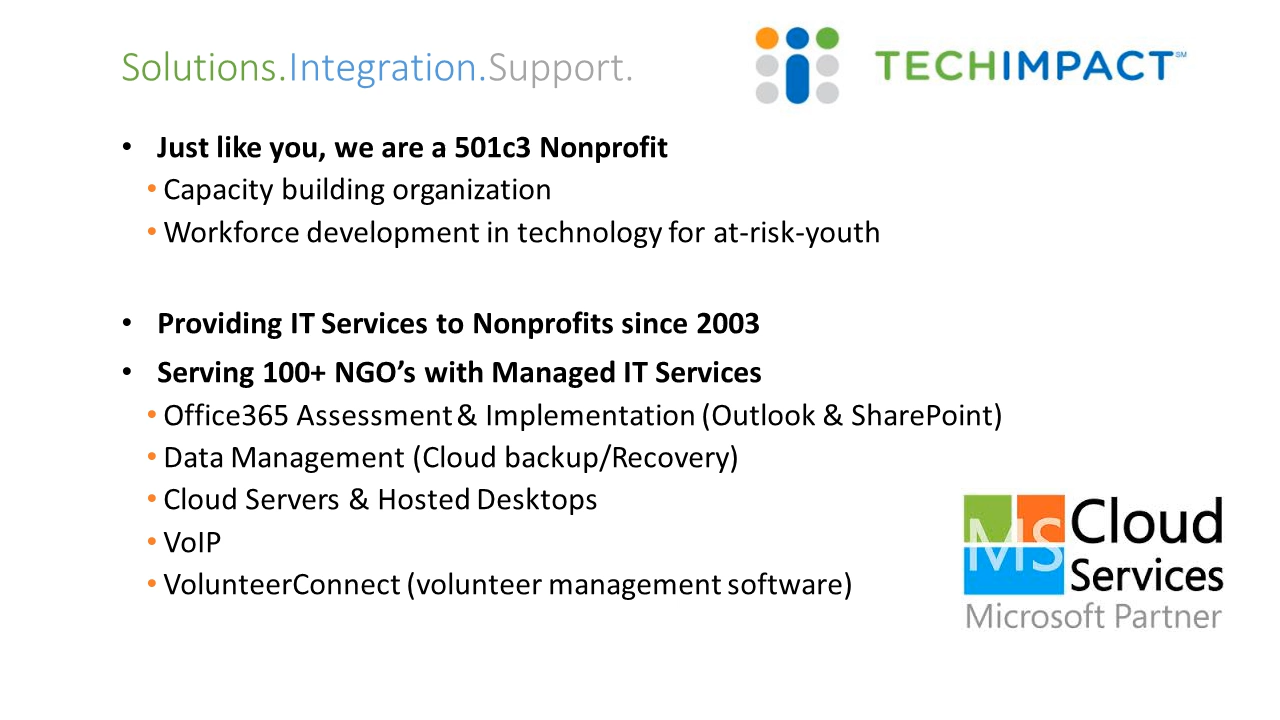 Solutions.Integration.Support.
TECHIMPACT℠
• Just like you, we are a 501c3 Nonprofit
• Capacity building organization
• Workforce development in technology for at-risk-youth
• Providing IT Services to Nonprofits since 2003
• Serving 100+ NGO’s with Managed IT Services
• Office365 Assessment & Implementation (Outlook & SharePoint)
• Data Management (Cloud backup/Recovery)
• Cloud Servers & Hosted Desktops
• VoIP
• VolunteerConnect (volunteer management software)
MS Cloud
Services
Microsoft Partner